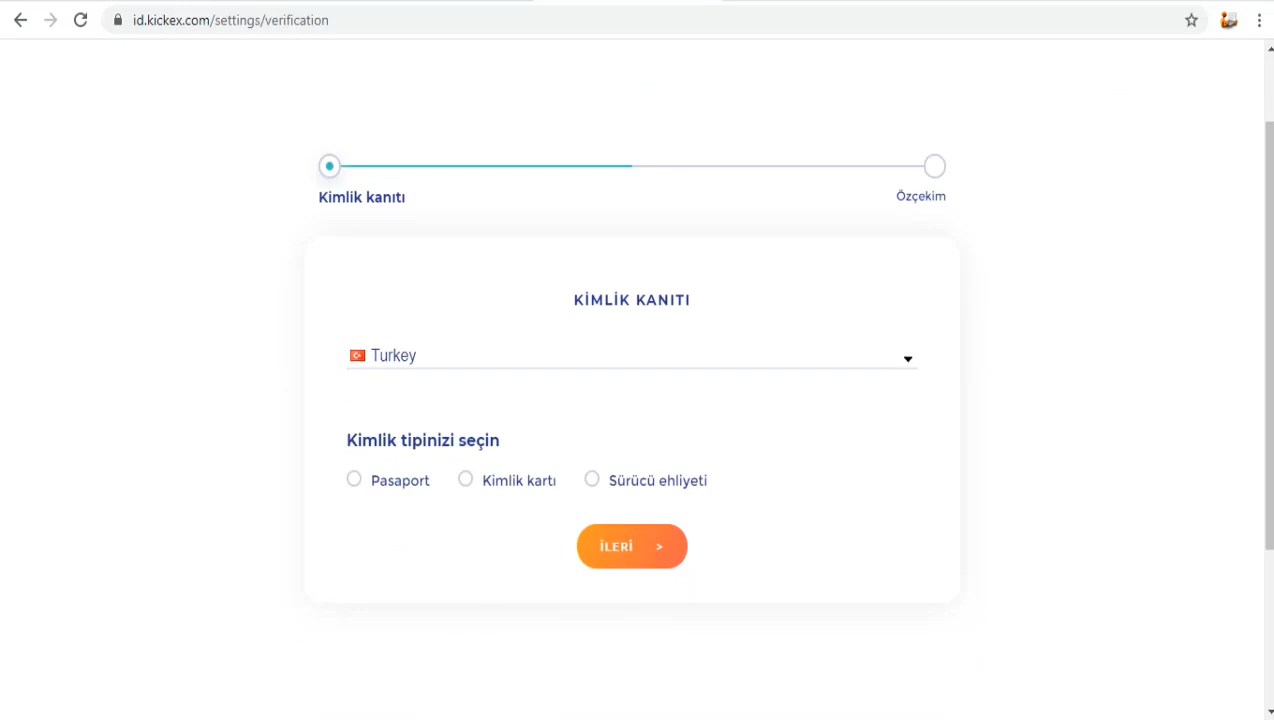 id.kickex.com/settings/verification
Kimlik kanıtı
Özçekim
KİMLİK KANITI
Turkey
Kimlik tipinizi seçin
Pasaport Kimlik kartı Sürücü ehliyeti
İLERİ >